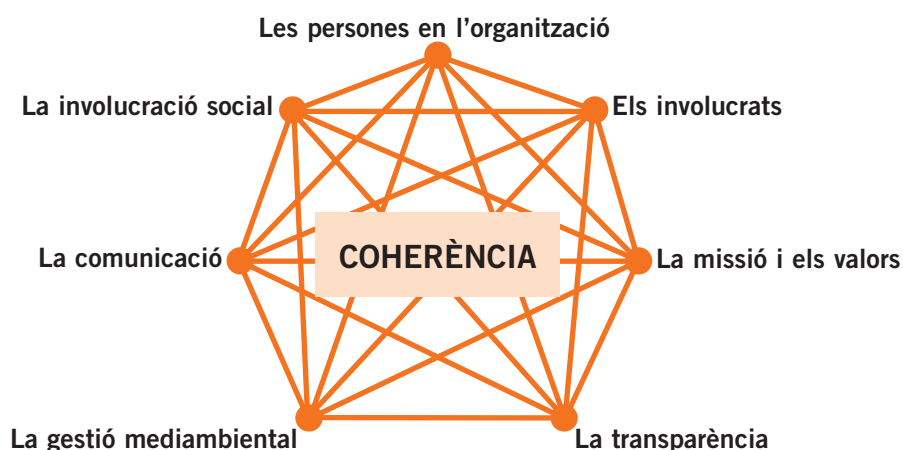 Les persones en l’organització
La involucració social
Els involucrats
La comunicació
COHERÈNCIA
La missió i els valors
La gestió mediambiental
La transparència